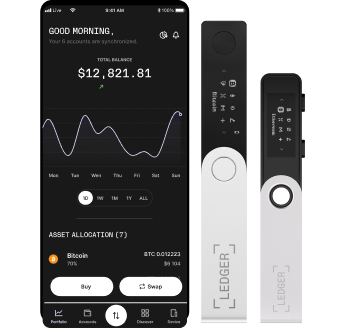 Live
9:41 AM
100%
GOOD MORNING,
Your 6 accounts are synchronized.
TOTAL BALANCE
$12,821.81
Mon Tue Wed Thu Fri Sat Sun
1D 1W 1M 1Y ALL
ASSET ALLOCATION (7)
Bitcoin
BTC 0.012223
70%
$6 104
Buy
Swap
Portfolio
Accounts
Discover
Device
Bitcoin
LEDGER
Ethereum
LEDGER